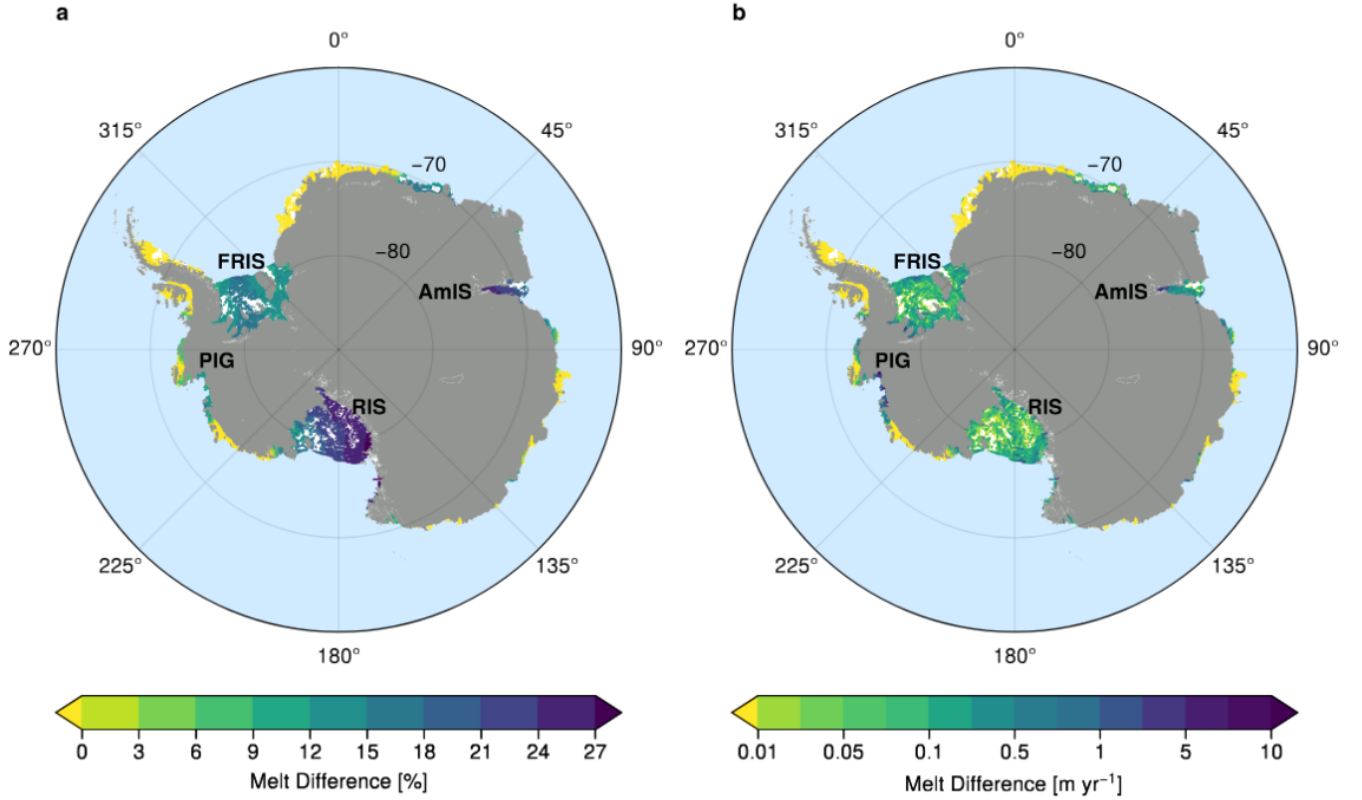 a
b
0°
0°
315°
45°
315°
45°
−70
−70
−80
−80
FRIS
FRIS
AmIS
AmIS
270°
PIG
90°
270°
PIG
90°
RIS
RIS
225°
135°
225°
135°
180°
180°
0 3 6 9 12 15 18 21 24 27
Melt Difference [%]
0.01 0.05 0.1 0.5 1 5 10
Melt Difference [m yr⁻¹]